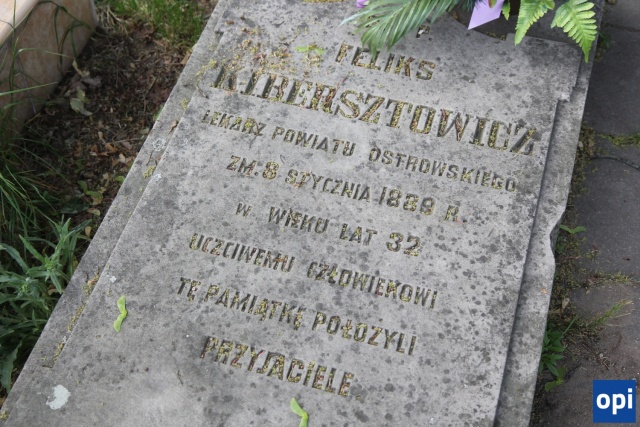 FELIKS
KIBERSZTOWICZ
LEKARZ POWIATU OSTROWSKIEGO
ZM. 8 STYCZNIA 1889 R.
W WIEKU LAT 32
UCZCIWEMU CZŁOWIEKOWI
TĘ PAMIĄTKĘ POŁOŻYLI
PRZYJACIELE
opi